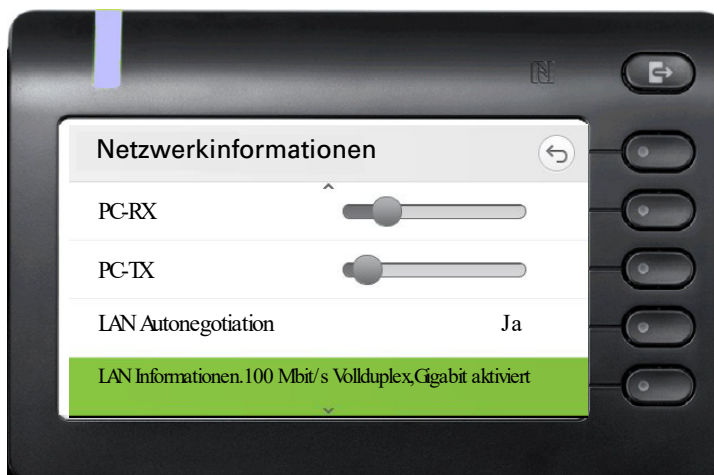 Netzwerkinformationen
PC-RX
PC-TX
LAN Autonegotiation Ja
LAN Informationen.100 Mbit/s Vollduplex,Gigabit aktiviert